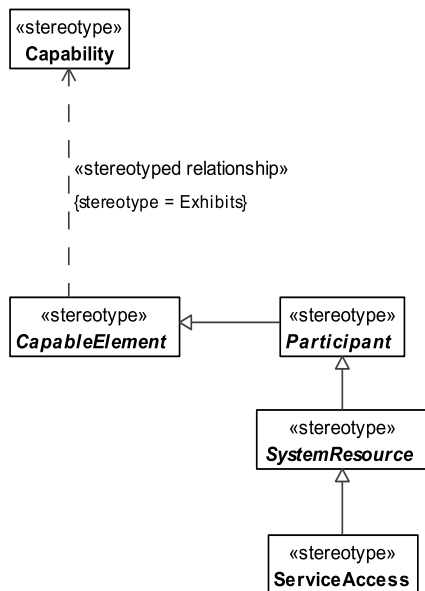 «stereotype»
Capability
«stereotyped relationship»
{stereotype = Exhibits}
«stereotype»
CapableElement
«stereotype»
Participant
«stereotype»
SystemResource
«stereotype»
ServiceAccess